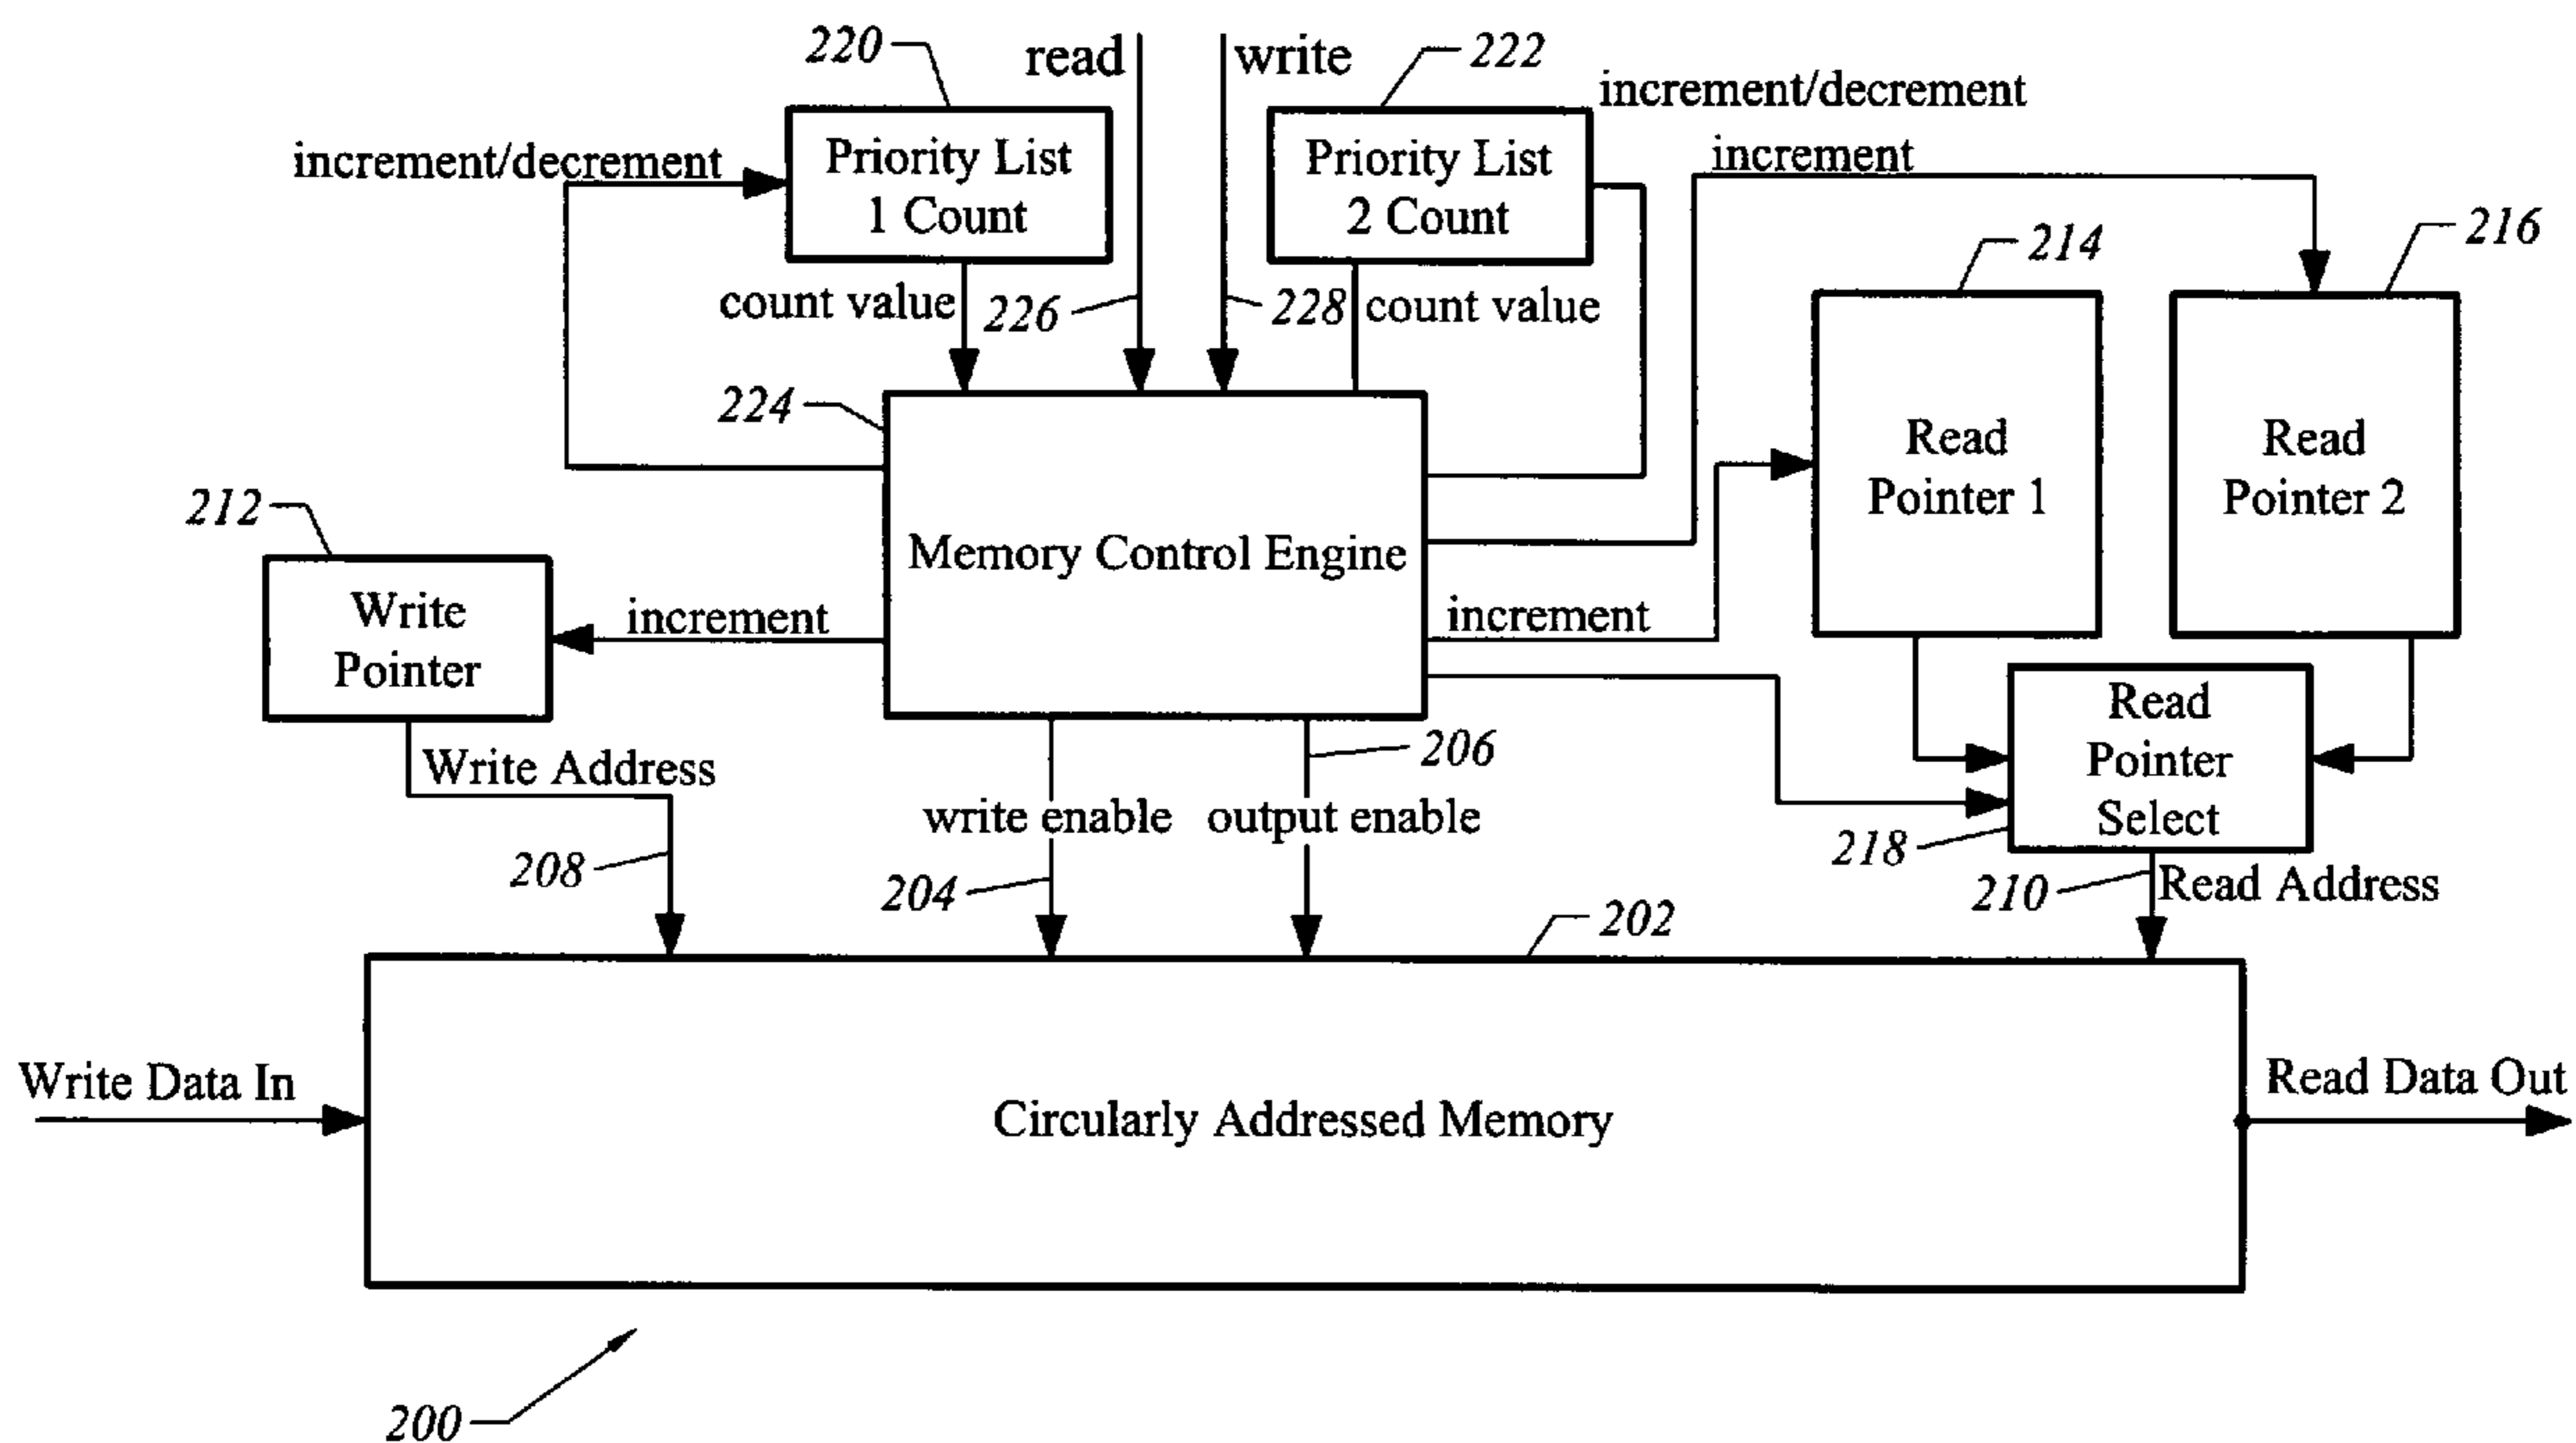 220
read
write
222
increment/decrement
increment/decrement
Priority List
1 Count
Priority List
2 Count
increment
214
216
count value
226
228
count value
224
Read
Pointer 1
Read
Pointer 2
212
Memory Control Engine
Write
Pointer
increment
increment
Read
Pointer
Select
206
Write Address
write enable
output enable
218
208
204
210
Read Address
202
Write Data In
Read Data Out
Circularly Addressed Memory
200